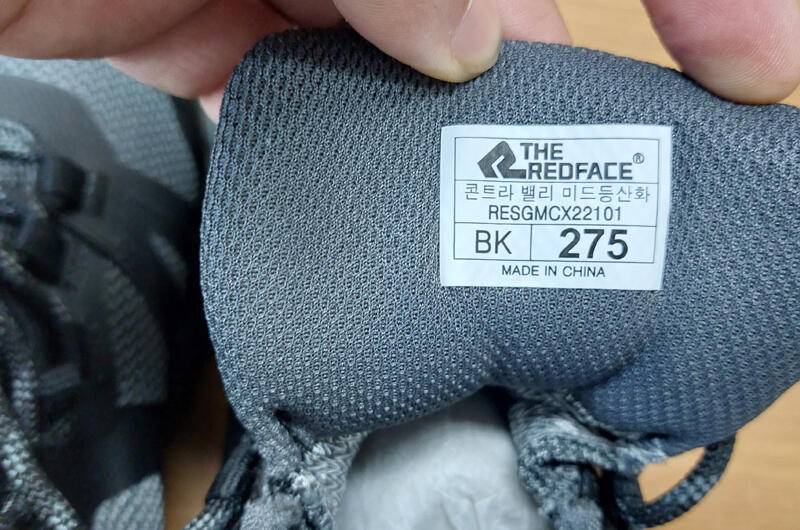 THE
REDFACE®
콘트라 밸리 미드등산화
RESGMCX22101
BK 275
MADE IN CHINA